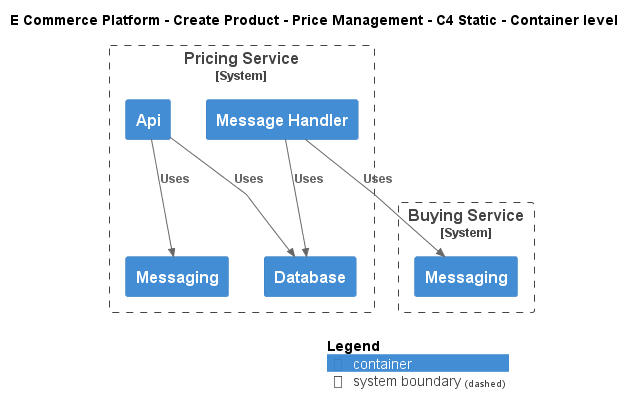 E Commerce Platform - Create Product - Price Management - C4 Static - Container level
Pricing Service
[System]
Api
Message Handler
Uses
Uses
Uses
Uses
Buying Service
[System]
Messaging
Database
Messaging
Legend
container
system boundary (dashed)